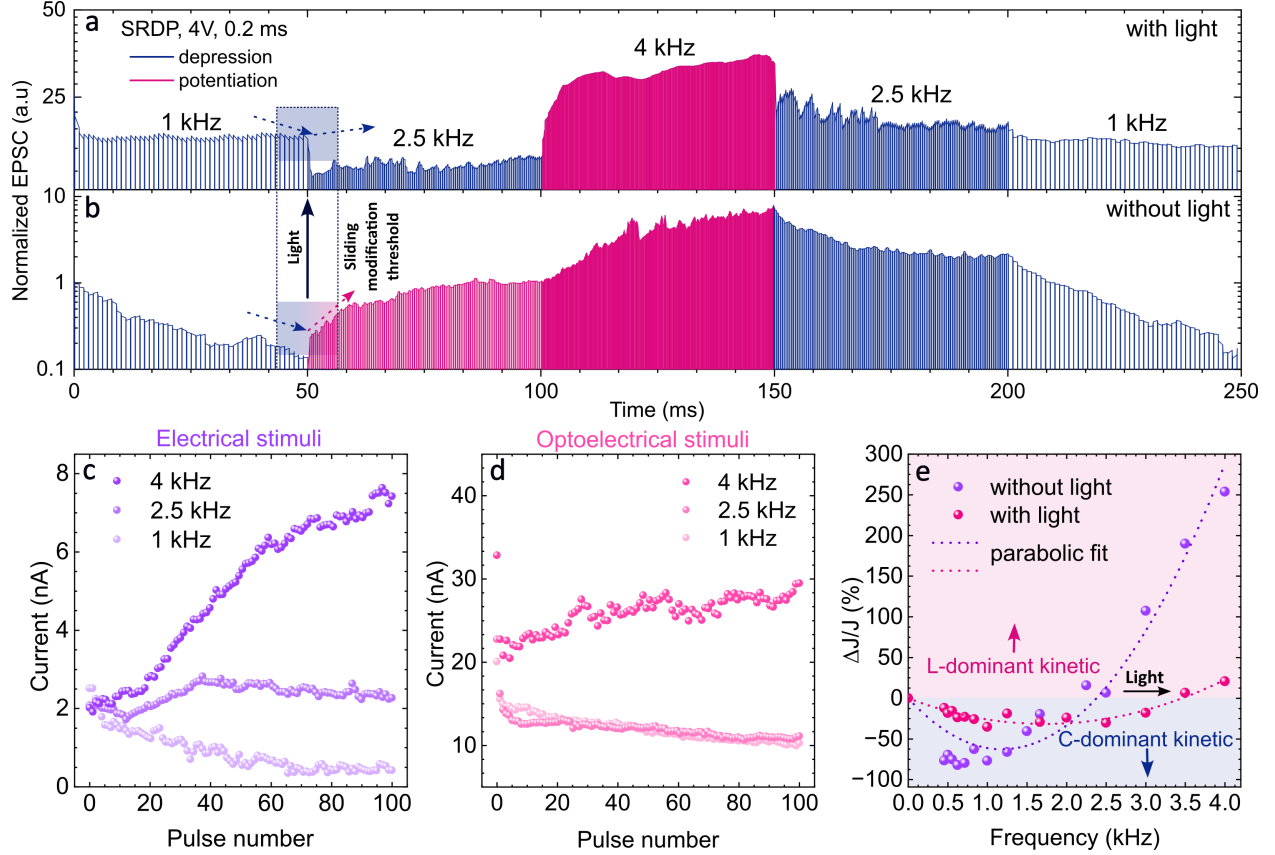 50
a
SRDP, 4V, 0.2 ms
depression
potentiation
with light
4 kHz
25
1 kHz
2.5 kHz
2.5 kHz
1 kHz
Normalized EPSC (a.u)
10
b
without light
Light
Sliding
modification
threshold
1
0.1
0
50
100
150
200
250
Time (ms)
Electrical stimuli
c
4 kHz
2.5 kHz
1 kHz
8
6
4
2
0
Current (nA)
0
20
40
60
80
100
Pulse number
Optoelectrical stimuli
d
4 kHz
2.5 kHz
1 kHz
40
30
20
10
Current (nA)
0
20
40
60
80
100
Pulse number
e
without light
with light
parabolic fit
L-dominant kinetic
Light
C-dominant kinetic
300
250
200
150
100
50
0
−50
−100
ΔJ/J (%)
0.0
0.5
1.0
1.5
2.0
2.5
3.0
3.5
4.0
Frequency (kHz)